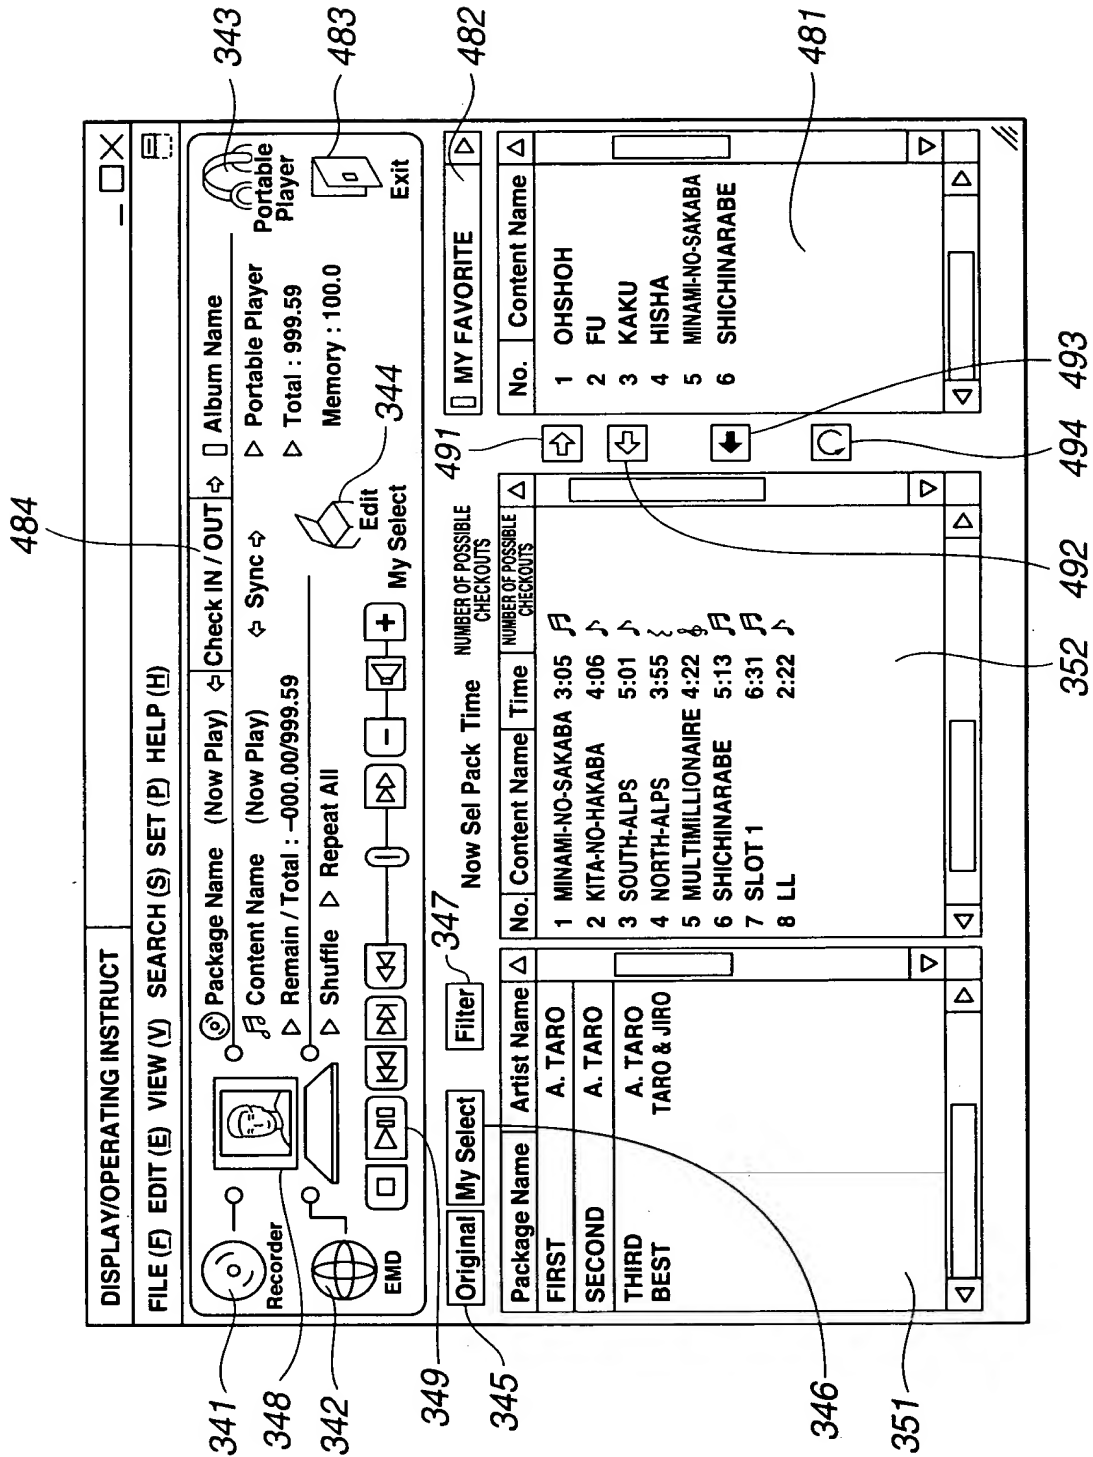 DISPLAY/OPERATING INSTRUCT
FILE (F) EDIT (E) VIEW (V) SEARCH (S) SET (P) HELP (H)
484
343
483
482
481
341
348
342
349
345
346
351
347
344
491
492
493
494
352
Recorder
EMD
Package Name (Now Play) Check IN / OUT Album Name
Content Name (Now Play) Sync Portable Player
Remain / Total : -000.00/999.59 Total : 999.59
Shuffle Repeat All Memory : 100.0
Portable
Player
Exit
Edit
My Select
Original My Select Filter
Now Sel Pack Time NUMBER OF POSSIBLE
CHECKOUTS
MY FAVORITE
Package Name Artist Name
FIRST A. TARO
SECOND A. TARO
THIRD A. TARO
BEST TARO & JIRO
No. Content Name Time NUMBER OF POSSIBLE
CHECKOUTS
1 MINAMI-NO-SAKABA 3:05
2 KITA-NO-HAKABA 4:06
3 SOUTH-ALPS 5:01
4 NORTH-ALPS 3:55
5 MULTIMILLIONAIRE 4:22
6 SHICHINARABE 5:13
7 SLOT 1 6:31
8 LL 2:22
No. Content Name
1 OHSHOH
2 FU
3 KAKU
4 HISHA
5 MINAMI-NO-SAKABA
6 SHICHINARABE